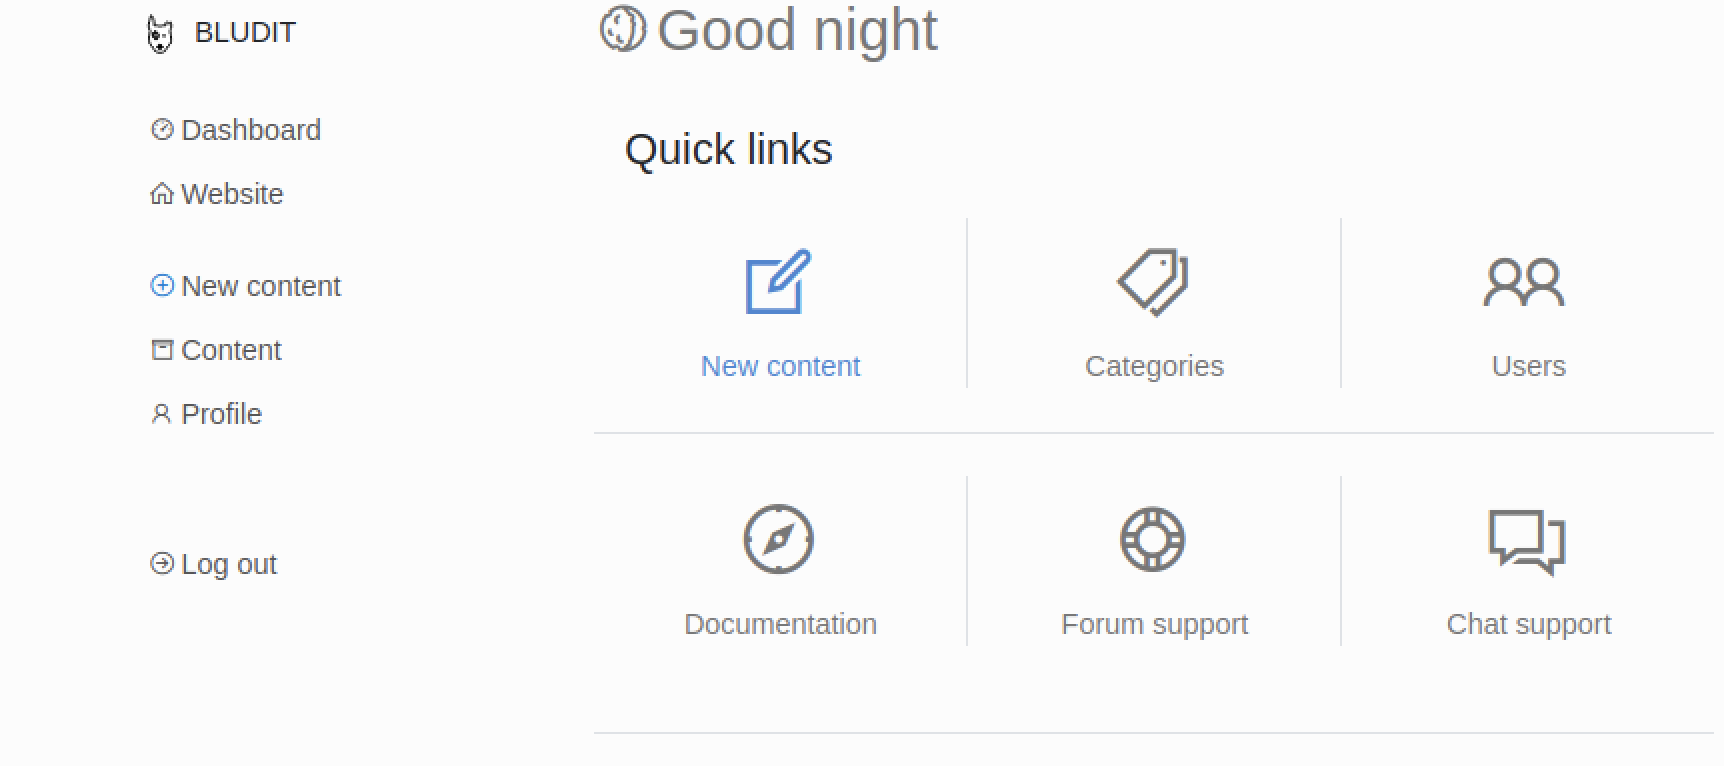 BLUDIT
Dashboard
Website
New content
Content
Profile
Log out
Good night
Quick links
New content
Categories
Users
Documentation
Forum support
Chat support